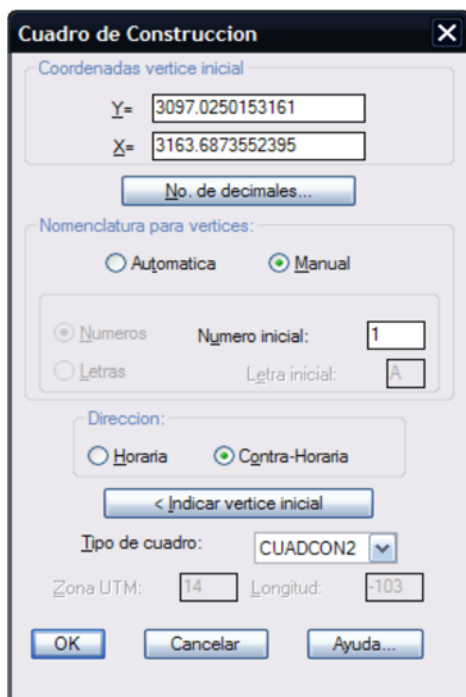 Cuadro de Construccion
Coordenadas vertice inicial
Y= 3097.0250153161
X= 3163.6873552395
No. de decimales...
Nomenclatura para vertices:
Automatica Manual
Numeros Numero inicial: 1
Letras Letra inicial: A
Direccion:
Horaria Contra-Horaria
< Indicar vertice inicial
Tipo de cuadro: CUADCON2
Zona UTM: 14 Longitud: -103
OK Cancelar Ayuda...